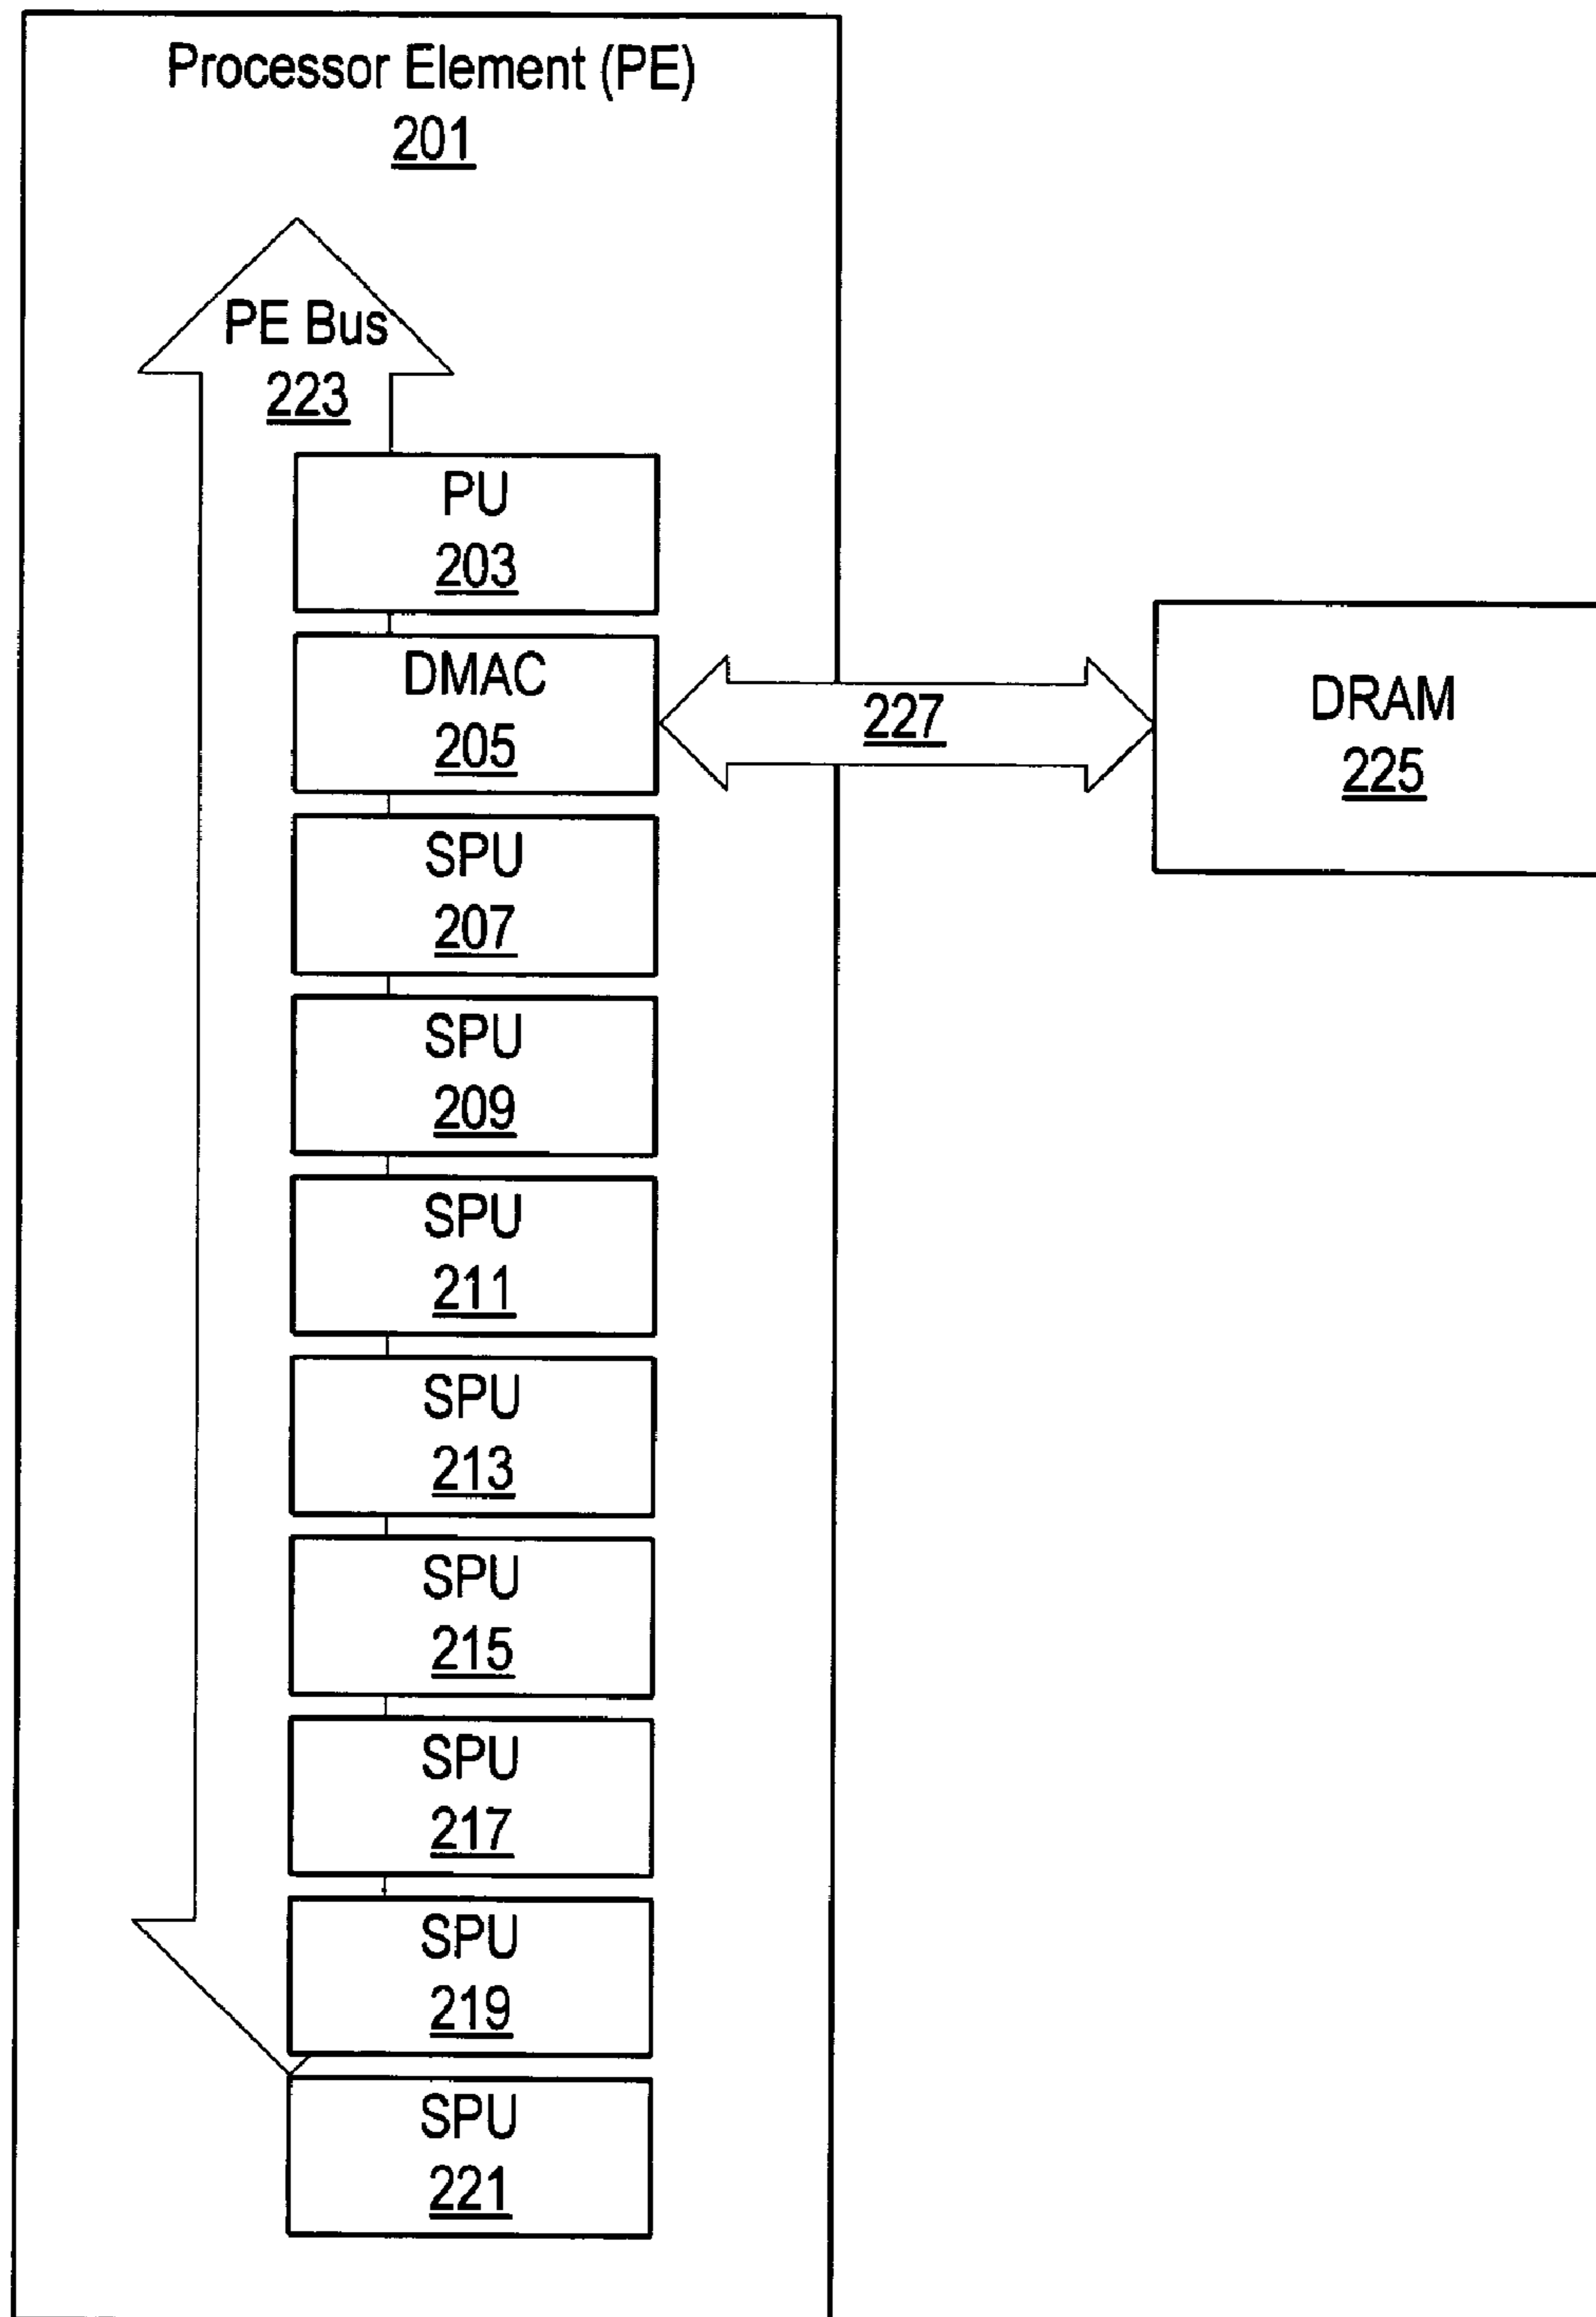 Processor Element (PE)
201
PE Bus
223
PU
203
DMAC
205
227
DRAM
225
SPU
207
SPU
209
SPU
211
SPU
213
SPU
215
SPU
217
SPU
219
SPU
221